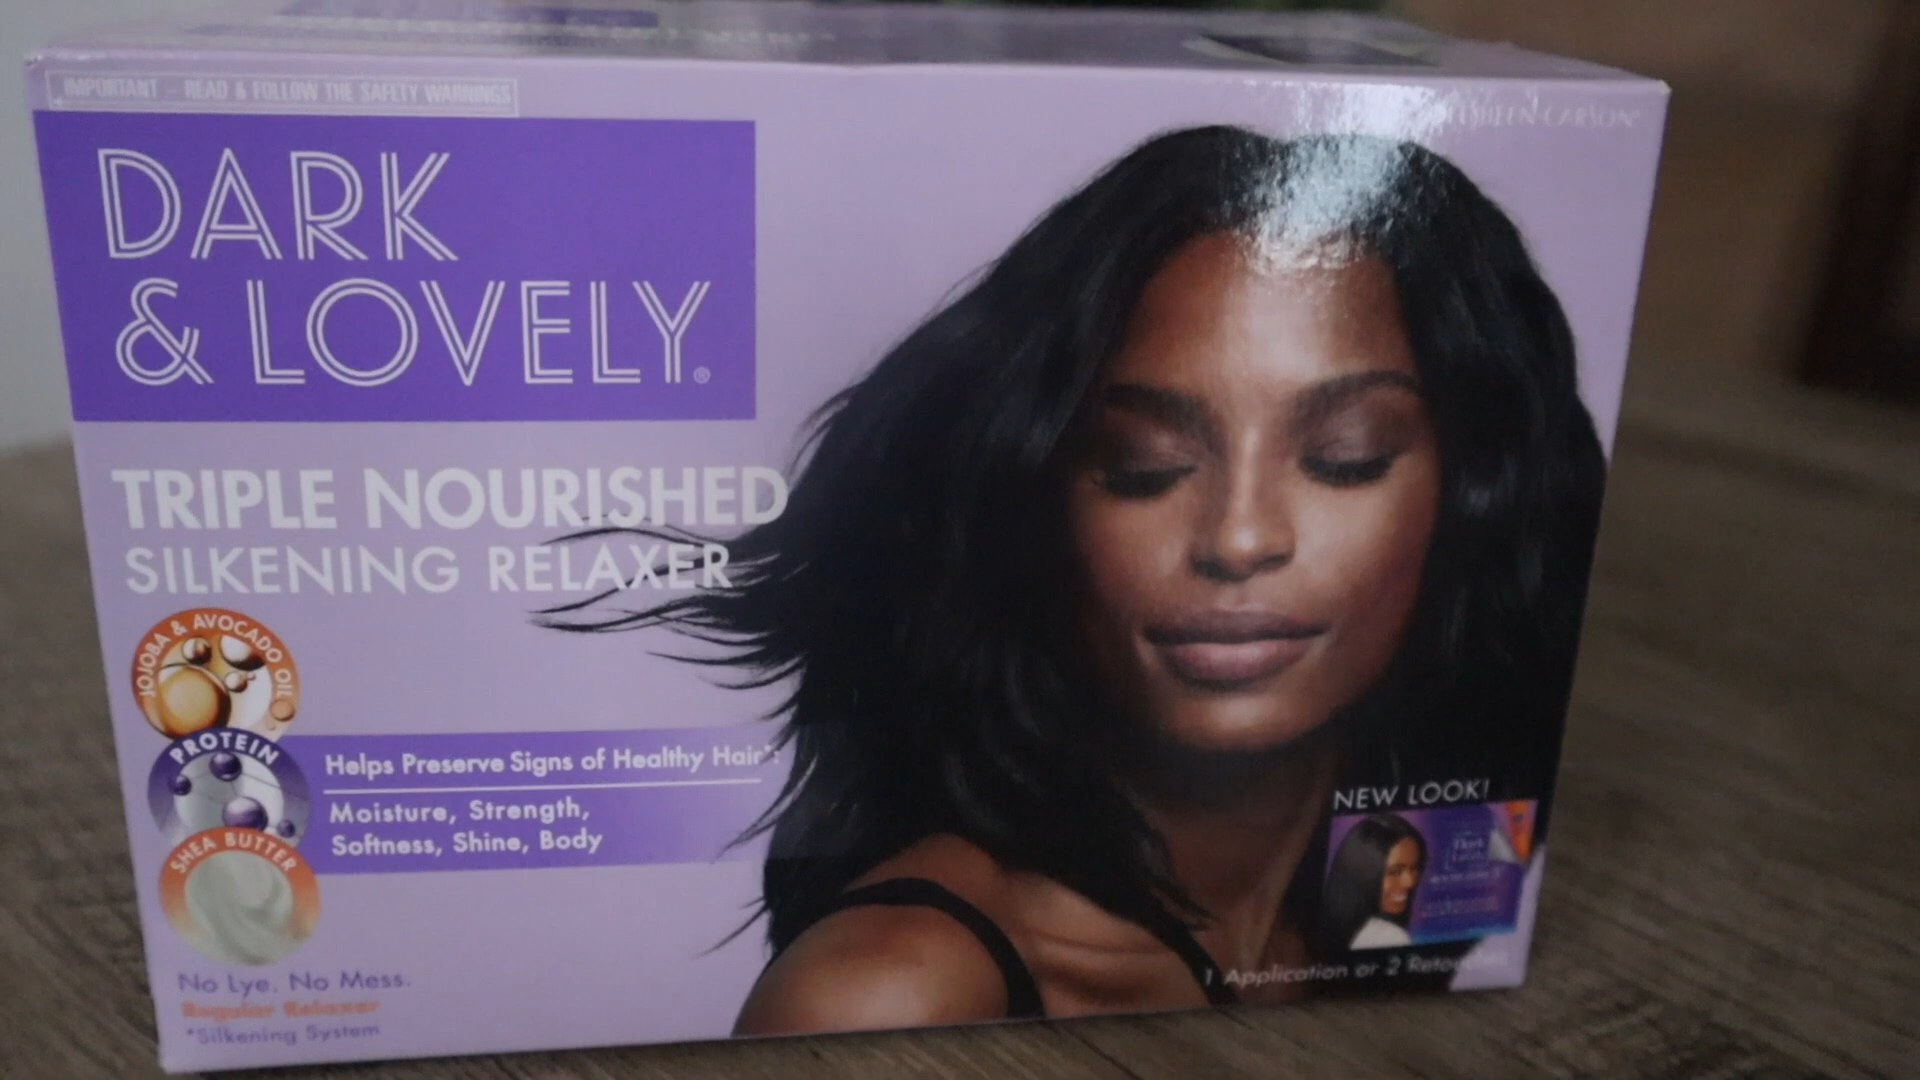 IMPORTANT - READ & FOLLOW THE SAFETY WARNINGS
DARK
& LOVELY®
TRIPLE NOURISHED
SILKENING RELAXER
JOJOBA & AVOCADO OIL
PROTEIN
Helps Preserve Signs of Healthy Hair*:
Moisture, Strength,
Softness, Shine, Body
SHEA BUTTER
No Lye. No Mess.
Regular Relaxer
*Silkening System
NEW LOOK!
1 Application or 2